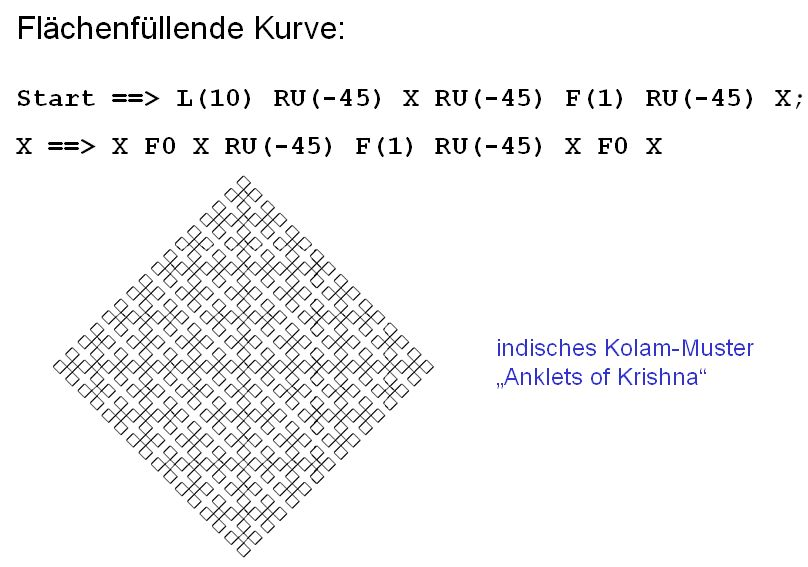 Flächenfüllende Kurve:
Start ==> L(10) RU(-45) X RU(-45) F(1) RU(-45) X;
X ==> X F0 X RU(-45) F(1) RU(-45) X F0 X
indisches Kolam-Muster
„Anklets of Krishna“